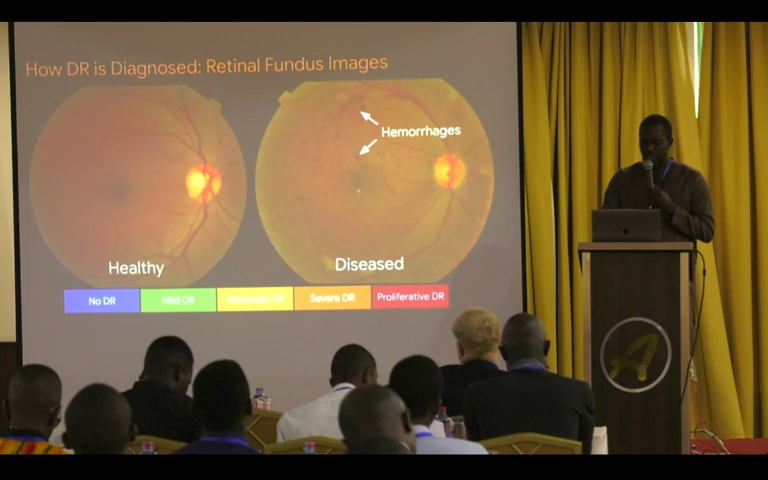 How DR is Diagnosed: Retinal Fundus Images
Hemorrhages
Healthy
Diseased
No DR
Mild DR
Moderate DR
Severe DR
Proliferative DR
A